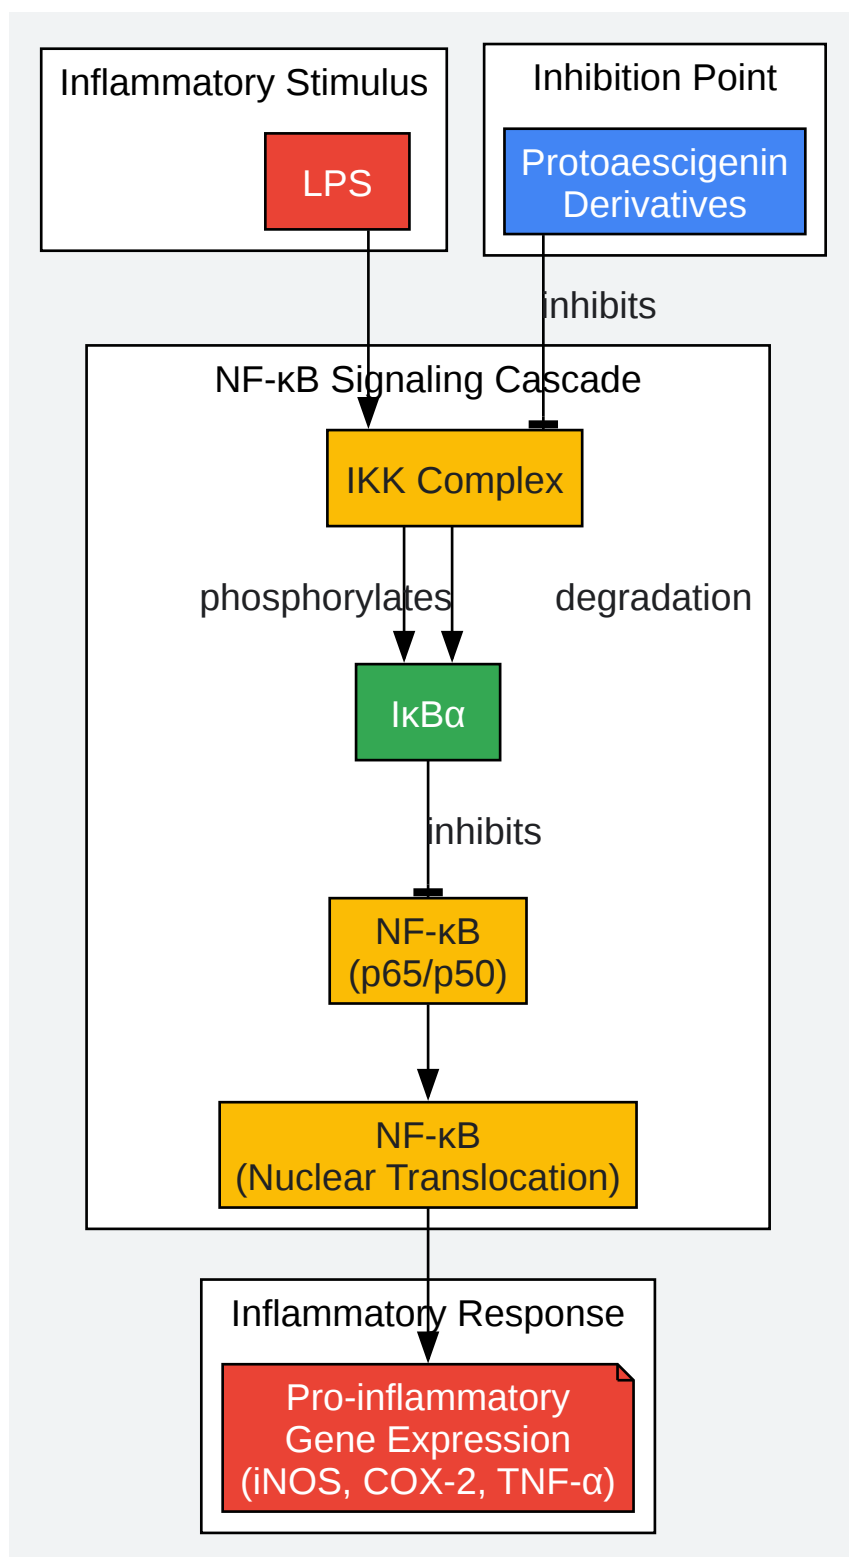 Inflammatory Stimulus
LPS
Inhibition Point
Protoaescigenin
Derivatives
inhibits
NF-κB Signaling Cascade
IKK Complex
phosphorylates
degradation
IκBα
inhibits
NF-κB
(p65/p50)
NF-κB
(Nuclear Translocation)
Inflammatory Response
Pro-inflammatory
Gene Expression
(iNOS, COX-2, TNF-α)